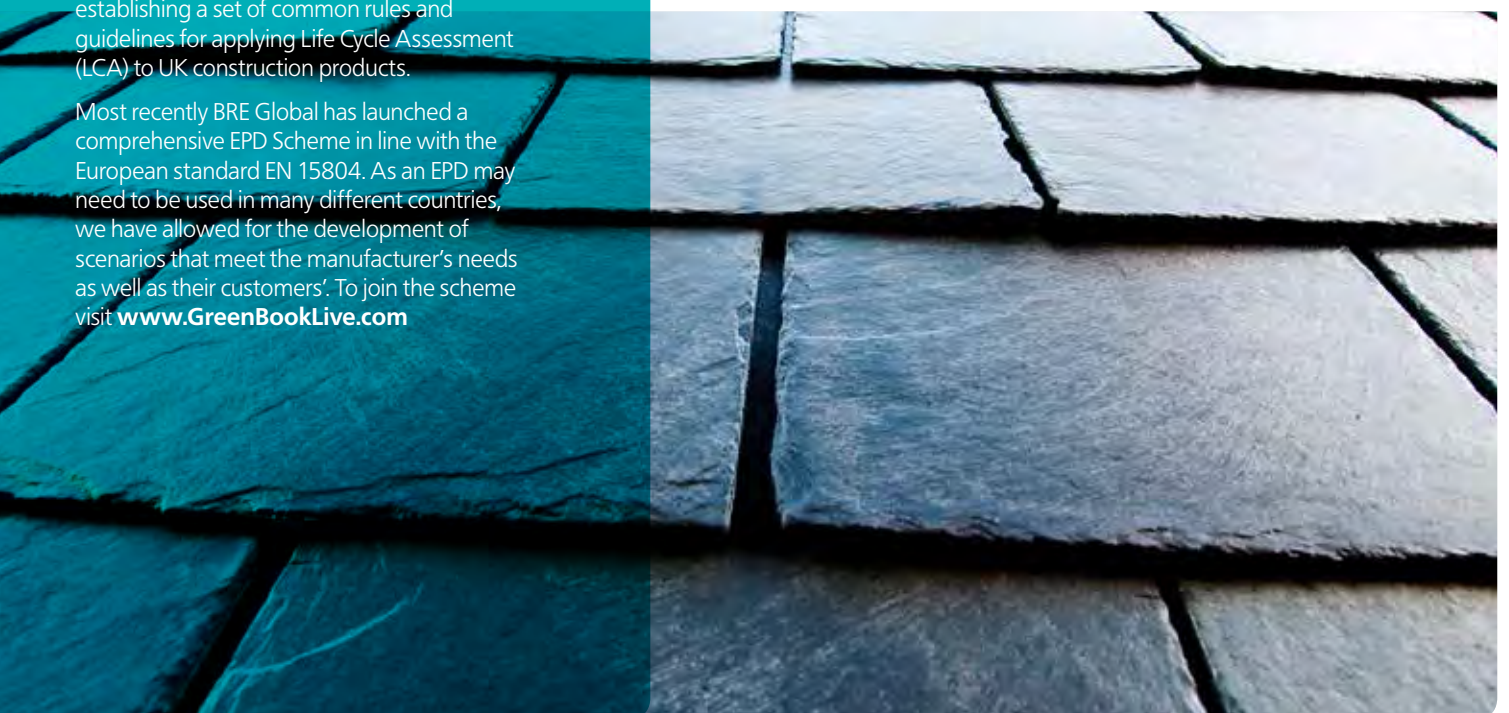 establishing a set of common rules and
guidelines for applying Life Cycle Assessment
(LCA) to UK construction products.
Most recently BRE Global has launched a
comprehensive EPD Scheme in line with the
European standard EN 15804. As an EPD may
need to be used in many different countries,
we have allowed for the development of
scenarios that meet the manufacturer’s needs
as well as their customers’. To join the scheme
visit www.GreenBookLive.com